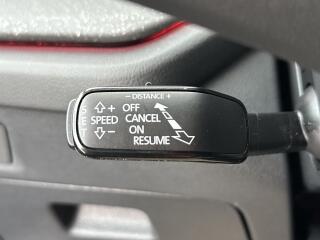 - DISTANCE +
S + OFF
E SPEED CANCEL
T - ON
RESUME